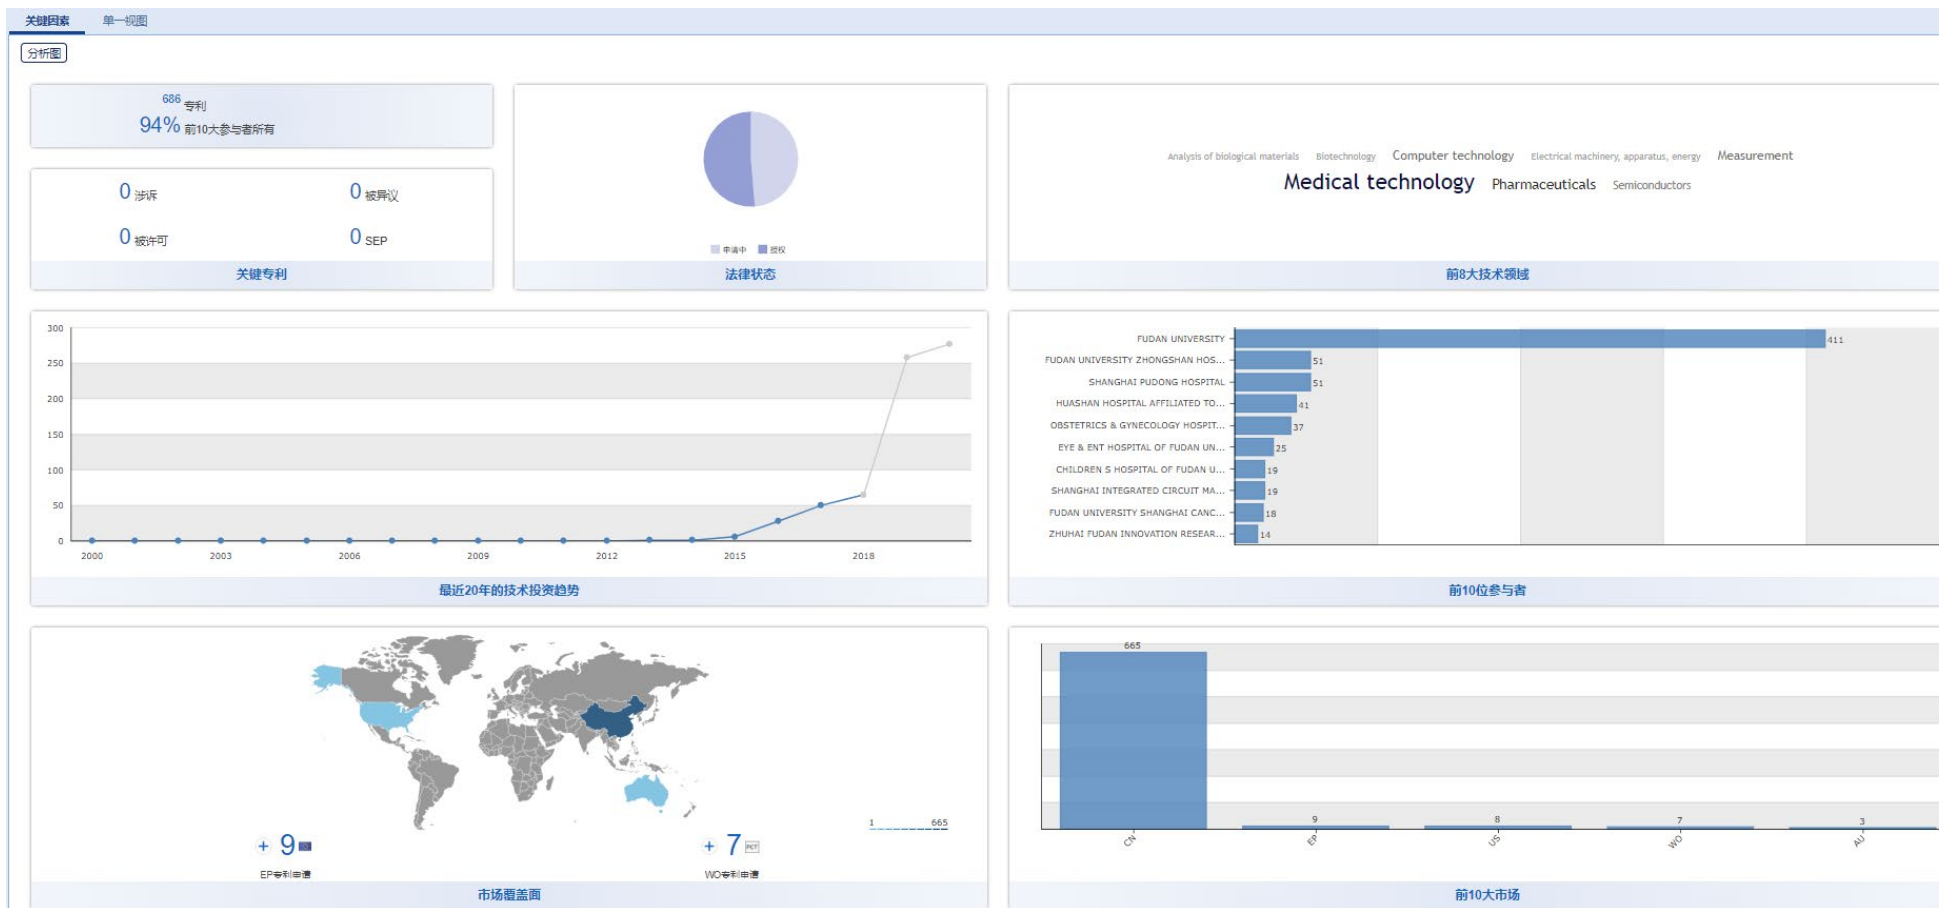 关键因素 单一视图
分析图
686 专利
94% 前10大参与者所有
0 涉诉 0 被异议
0 被许可 0 SEP
关键专利
申请中 授权
法律状态
Analysis of biological materials Biotechnology Computer technology Electrical machinery, apparatus, energy Measurement
Medical technology Pharmaceuticals Semiconductors
前8大技术领域
300
250
200
150
100
50
0
2000 2003 2006 2009 2012 2015 2018
最近20年的技术投资趋势
FUDAN UNIVERSITY 411
FUDAN UNIVERSITY ZHONGSHAN HOS... 51
SHANGHAI PUDONG HOSPITAL 51
HUASHAN HOSPITAL AFFILIATED TO... 41
OBSTETRICS & GYNECOLOGY HOSPIT... 37
EYE & ENT HOSPITAL OF FUDAN UN... 25
CHILDREN S HOSPITAL OF FUDAN U... 19
SHANGHAI INTEGRATED CIRCUIT MA... 19
FUDAN UNIVERSITY SHANGHAI CANC... 18
ZHUHAI FUDAN INNOVATION RESEAR... 14
前10位参与者
1 665
+ 9
EP专利申请
+ 7 PCT
WO专利申请
市场覆盖面
665 9 8 7 3
CN EP US WO AU
前10大市场